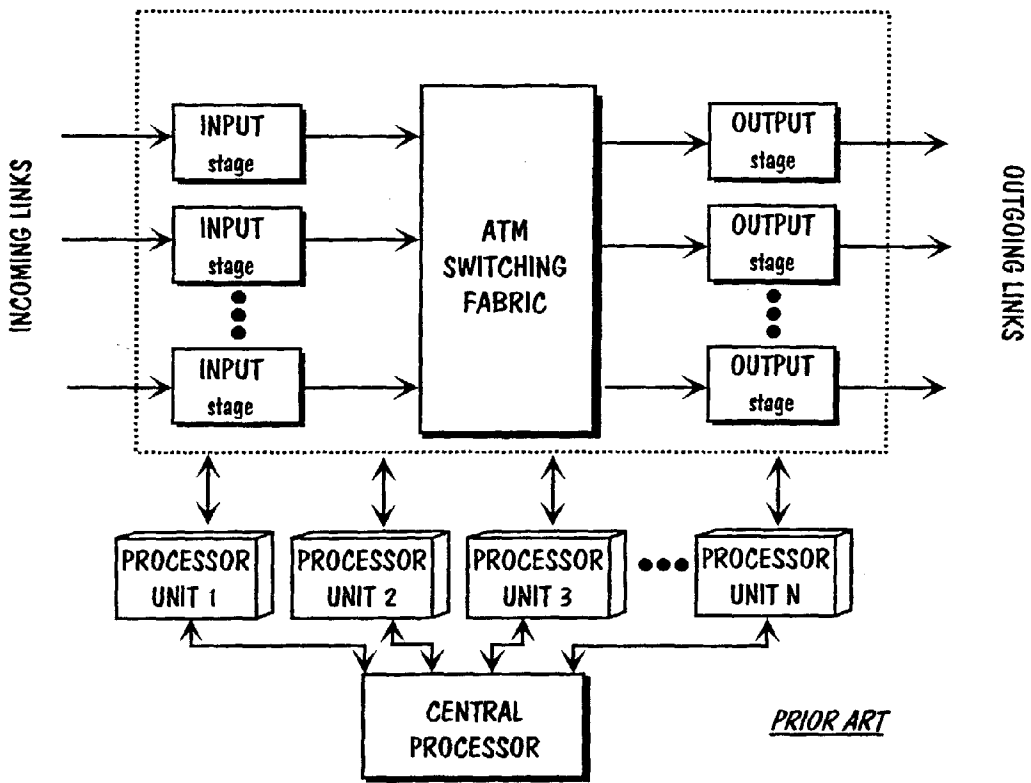 INCOMING LINKS
INPUT
stage
INPUT
stage
INPUT
stage
ATM
SWITCHING
FABRIC
OUTPUT
stage
OUTPUT
stage
OUTPUT
stage
OUTGOING LINKS
PROCESSOR
UNIT 1
PROCESSOR
UNIT 2
PROCESSOR
UNIT 3
PROCESSOR
UNIT N
CENTRAL
PROCESSOR
PRIOR ART